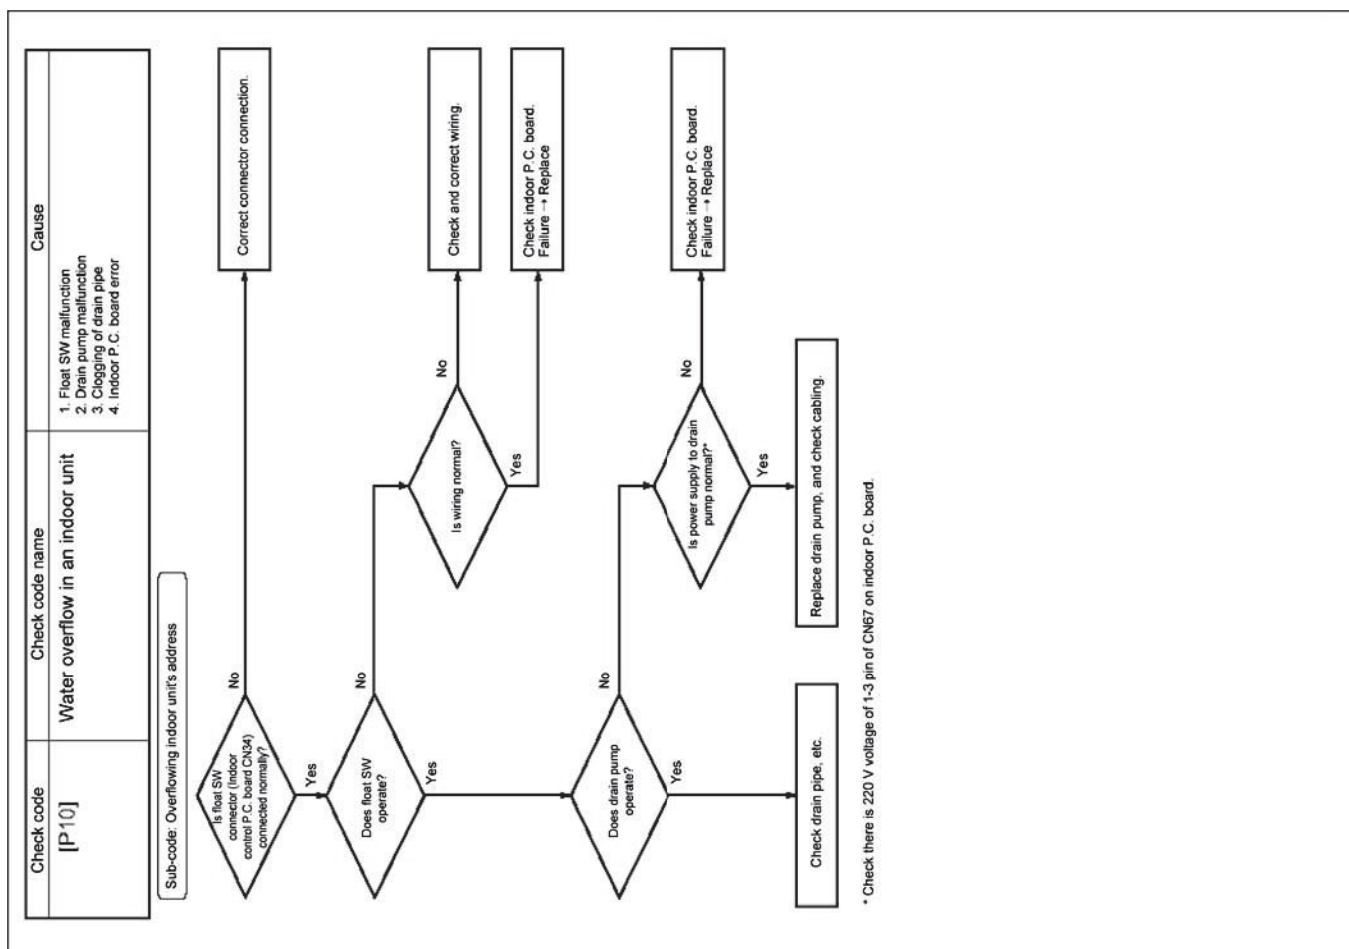 Check code
Check code name
Cause
[P10]
Water overflow in an indoor unit
1. Float SW malfunction
2. Drain pump malfunction
3. Clogging of drain pipe
4. Indoor P.C. board error
Sub-code: Overflowing indoor unit's address
Is float SW
connector (Indoor
control P.C. board CN34)
connected normally?
No
Correct connector connection.
Yes
Does float SW
operate?
No
Is wiring normal?
No
Check and correct wiring.
Yes
Check indoor P.C. board.
Failure → Replace
Yes
Does drain pump
operate?
No
Is power supply to drain
pump normal?*
No
Check indoor P.C. board.
Failure → Replace
Yes
Replace drain pump, and check cabling.
Yes
Check drain pipe, etc.
* Check there is 220 V voltage of 1-3 pin of CN67 on indoor P.C. board.